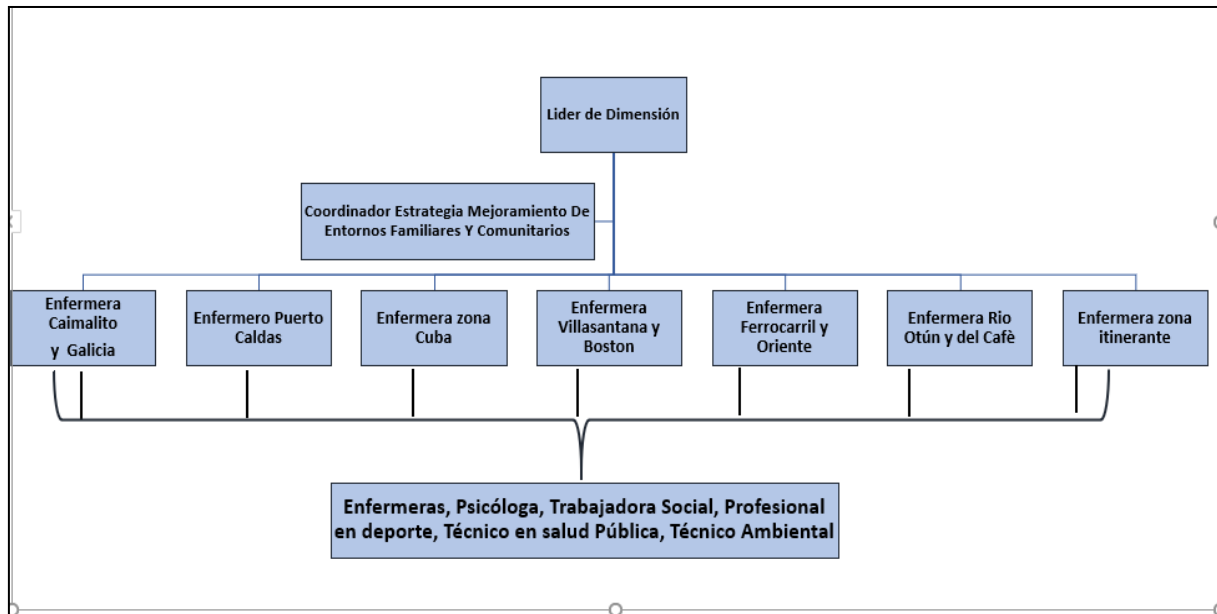 Lider de Dimensión
Coordinador Estrategia Mejoramiento De
Entornos Familiares Y Comunitarios
Enfermera
Caimalito
y Galicia
Enfermero Puerto
Caldas
Enfermera zona
Cuba
Enfermera
Villasantana y
Boston
Enfermera
Ferrocarril y
Oriente
Enfermera Rio
Otún y del Cafè
Enfermera zona
itinerante
Enfermeras, Psicóloga, Trabajadora Social, Profesional
en deporte, Técnico en salud Pública, Técnico Ambiental